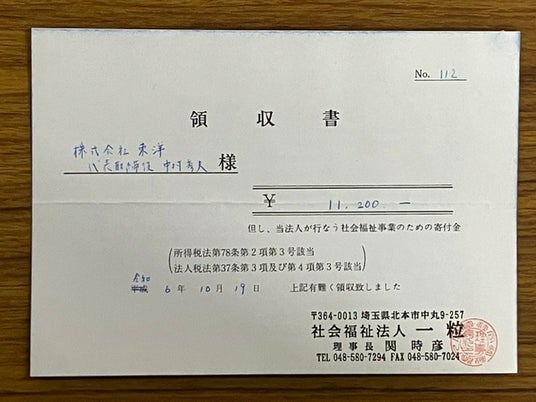 No. 112
領収書
株式会社 東洋
代表取締役 中村 様
¥ 11,200.-
但し、当法人が行なう社会福祉事業のための寄付金
(所得税法第78条第2項第3号該当
法人税法第37条第3項及び第4項第3号該当)
令和
平成 6年10月19日 上記有難く領収致しました
〒364-0013 埼玉県北本市中丸9-257
社会福祉法人 一粒
理事長 関 時彦
TEL 048-580-7294 FAX 048-580-7024